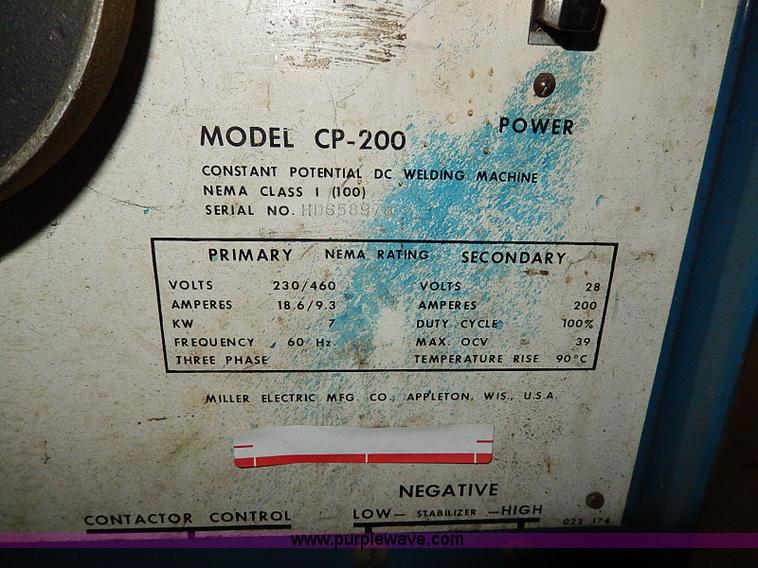 POWER
MODEL CP-200
CONSTANT POTENTIAL DC WELDING MACHINE
NEMA CLASS I (100)
SERIAL NO.
PRIMARY NEMA RATING SECONDARY
VOLTS 230/460 VOLTS 28
AMPERES 18.6/9.3 AMPERES 200
KW 7 DUTY CYCLE 100%
FREQUENCY 60 Hz. MAX. OCV 39
THREE PHASE TEMPERATURE RISE 90°C
MILLER ELECTRIC MFG. CO., APPLETON, WIS., U.S.A.
NEGATIVE
CONTACTOR CONTROL LOW— STABILIZER —HIGH
022 174
www.purplewave.com